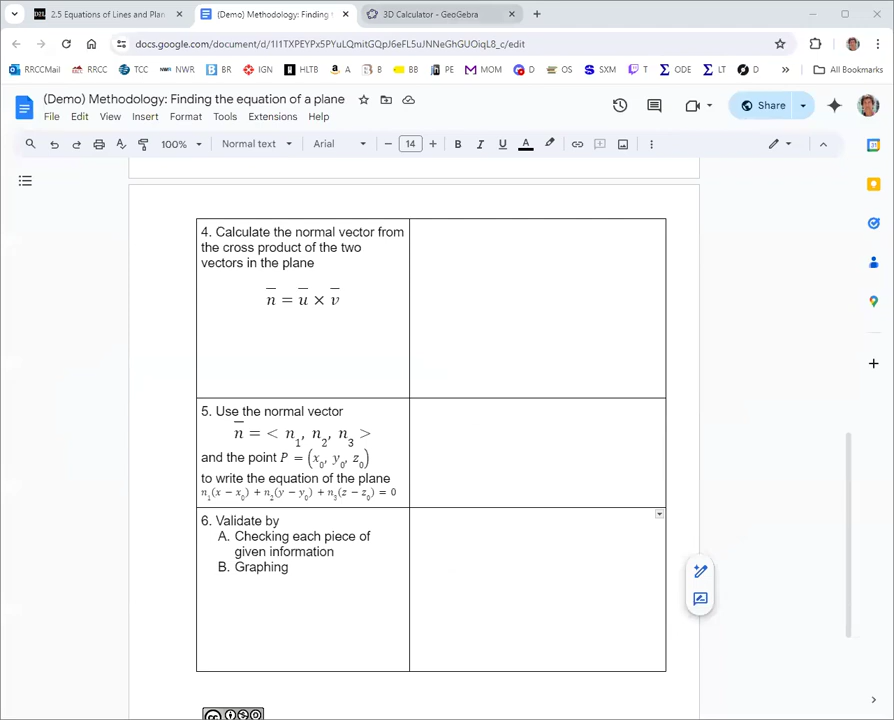 2.5 Equations of Lines and Plan
(Demo) Methodology: Finding
3D Calculator - GeoGebra
docs.google.com/document/d/1I1TXPEYPx5PYuLQmitGQpJ6eFL5uJNNeGhGUOiqL8_c/edit
RRCCMail RRCC TCC NWR BR IGN HLTB A B BB PE MOM D OS SXM T ODE LT D All Bookmarks
(Demo) Methodology: Finding the equation of a plane
Share
File Edit View Insert Format Tools Extensions Help
100% Normal text Arial 14 B I U A
4. Calculate the normal vector from
the cross product of the two
vectors in the plane
n̅ = u̅ × v̅
5. Use the normal vector
n̅ = < n₁, n₂, n₃ >
and the point P = (x₀, y₀, z₀)
to write the equation of the plane
n₁(x − x₀) + n₂(y − y₀) + n₃(z − z₀) = 0
6. Validate by
A. Checking each piece of
given information
B. Graphing